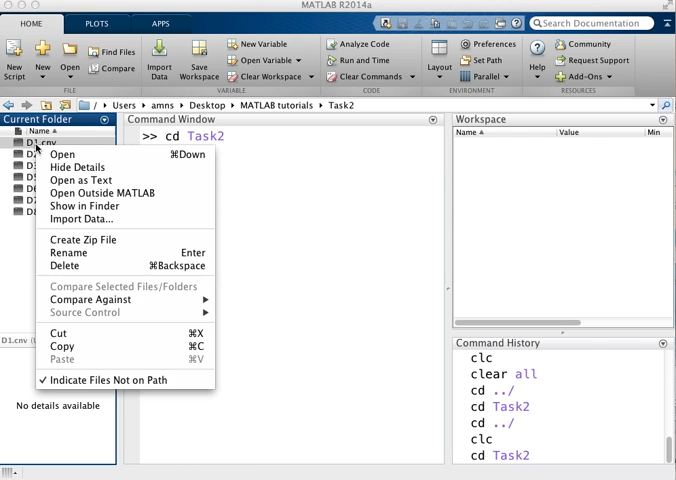 MATLAB R2014a
HOME PLOTS APPS
Search Documentation
New Script
New
Open
Find Files
Compare
Import Data
Save Workspace
New Variable
Open Variable
Clear Workspace
Analyze Code
Run and Time
Clear Commands
Layout
Preferences
Set Path
Parallel
Help
Community
Request Support
Add-Ons
FILE VARIABLE CODE ENVIRONMENT RESOURCES
/ Users amns Desktop MATLAB tutorials Task2
Current Folder
Name
D1.cnv
Open ⌘Down
Hide Details
Open as Text
Open Outside MATLAB
Show in Finder
Import Data...
Create Zip File
Rename Enter
Delete ⌘Backspace
Compare Selected Files/Folders
Compare Against
Source Control
Cut ⌘X
Copy ⌘C
Paste ⌘V
Indicate Files Not on Path
D1.cnv
No details available
Command Window
>> cd Task2
Workspace
Name Value Min
Command History
clc
clear all
cd ../
cd Task2
cd ../
clc
cd Task2